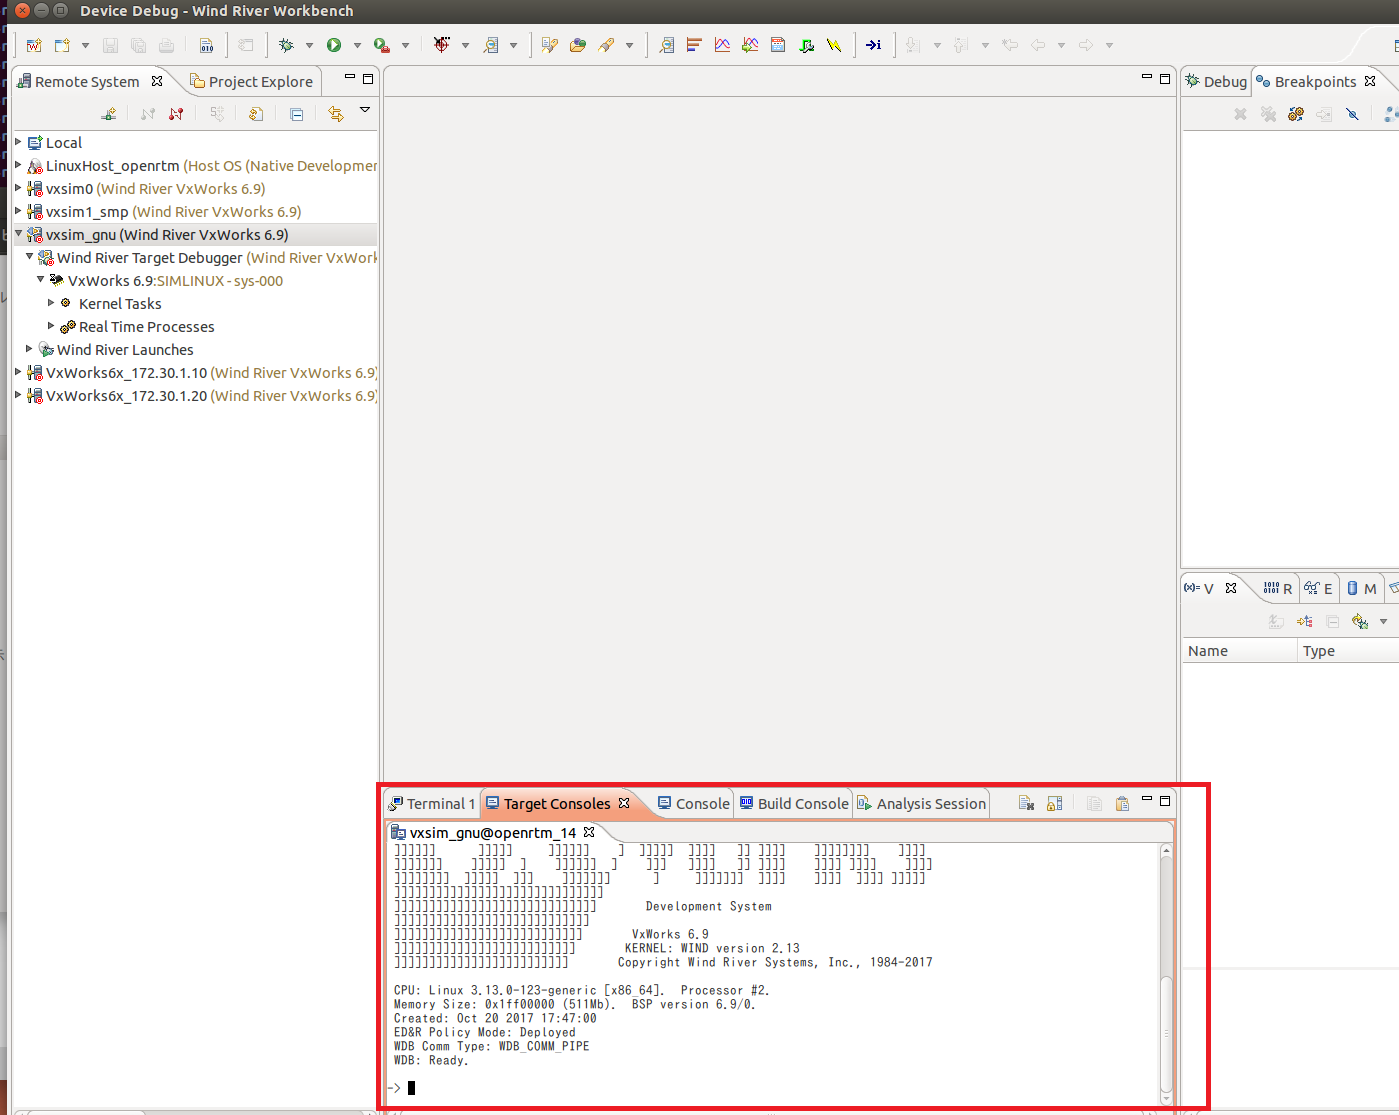 Device Debug - Wind River Workbench
Remote System
Project Explore
Debug
Breakpoints
Local
LinuxHost_openrtm (Host OS (Native Developmen
vxsim0 (Wind River VxWorks 6.9)
vxsim1_smp (Wind River VxWorks 6.9)
vxsim_gnu (Wind River VxWorks 6.9)
Wind River Target Debugger (Wind River VxWork
VxWorks 6.9:SIMLINUX - sys-000
Kernel Tasks
Real Time Processes
Wind River Launches
VxWorks6x_172.30.1.10 (Wind River VxWorks 6.9)
VxWorks6x_172.30.1.20 (Wind River VxWorks 6.9)
(x)= V
R
E
M
Name
Type
Terminal 1
Target Consoles
Console
Build Console
Analysis Session
vxsim_gnu@openrtm_14
Development System
VxWorks 6.9
KERNEL: WIND version 2.13
Copyright Wind River Systems, Inc., 1984-2017
CPU: Linux 3.13.0-123-generic [x86_64].  Processor #2.
Memory Size: 0x1ff00000 (511Mb).  BSP version 6.9/0.
Created: Oct 20 2017 17:47:00
ED&R Policy Mode: Deployed
WDB Comm Type: WDB_COMM_PIPE
WDB: Ready.
->